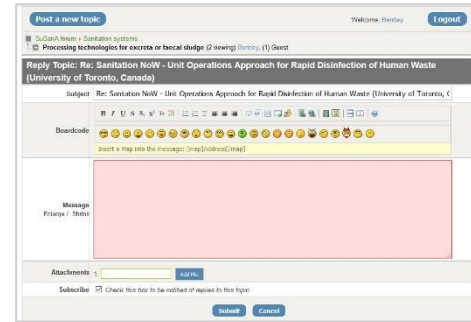 Post a new topic
Welcome, Bentley
Logout
SuSanA forum › Sanitation systems
Processing technologies for excreta or faecal sludge (2 viewing) Bentley, (1) Guest
Reply Topic: Re: Sanitation NoW - Unit Operations Approach for Rapid Disinfection of Human Waste
(University of Toronto, Canada)
Subject Re: Sanitation NoW - Unit Operations Approach for Rapid Disinfection of Human Waste (University of Toronto, C
Boardcode
Insert a Map into the message: [map]Address[/map]
Message
Enlarge / Shrink
Attachments 1. Add File
Subscribe Check this box to be notified of replies to this topic.
Submit Cancel